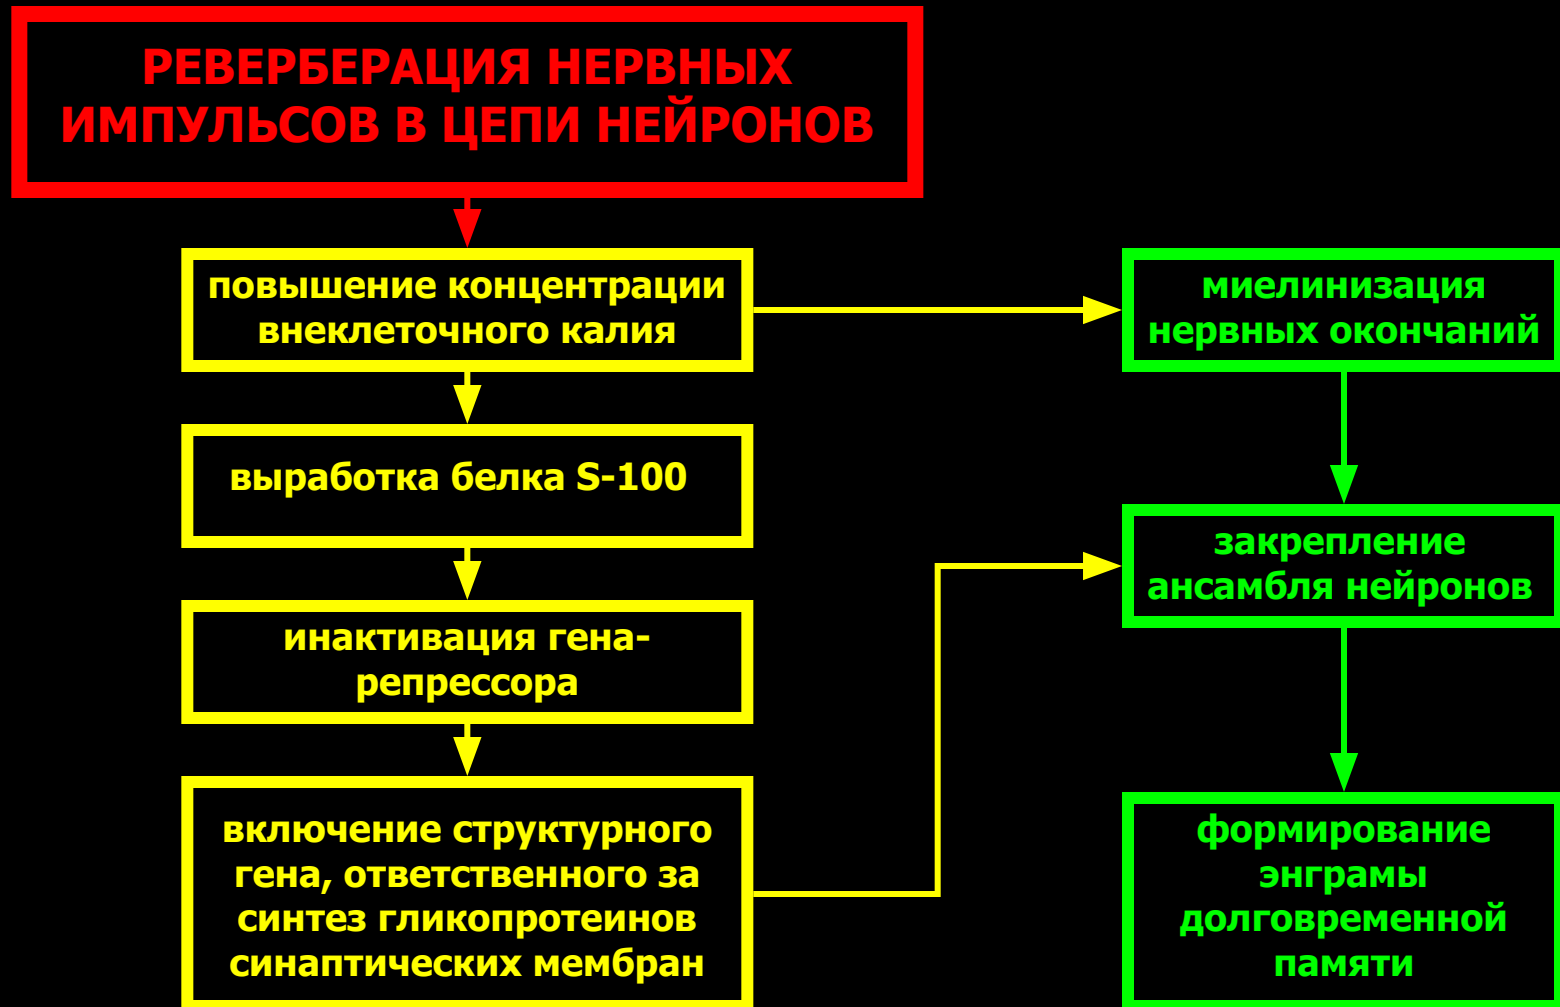 РЕВЕРБЕРАЦИЯ НЕРВНЫХ
ИМПУЛЬСОВ В ЦЕПИ НЕЙРОНОВ
повышение концентрации
внеклеточного калия
выработка белка S-100
инактивация гена-
репрессора
включение структурного
гена, ответственного за
синтез гликопротеинов
синаптических мембран
миелинизация
нервных окончаний
закрепление
ансамбля нейронов
формирование
энграмы
долговременной
памяти